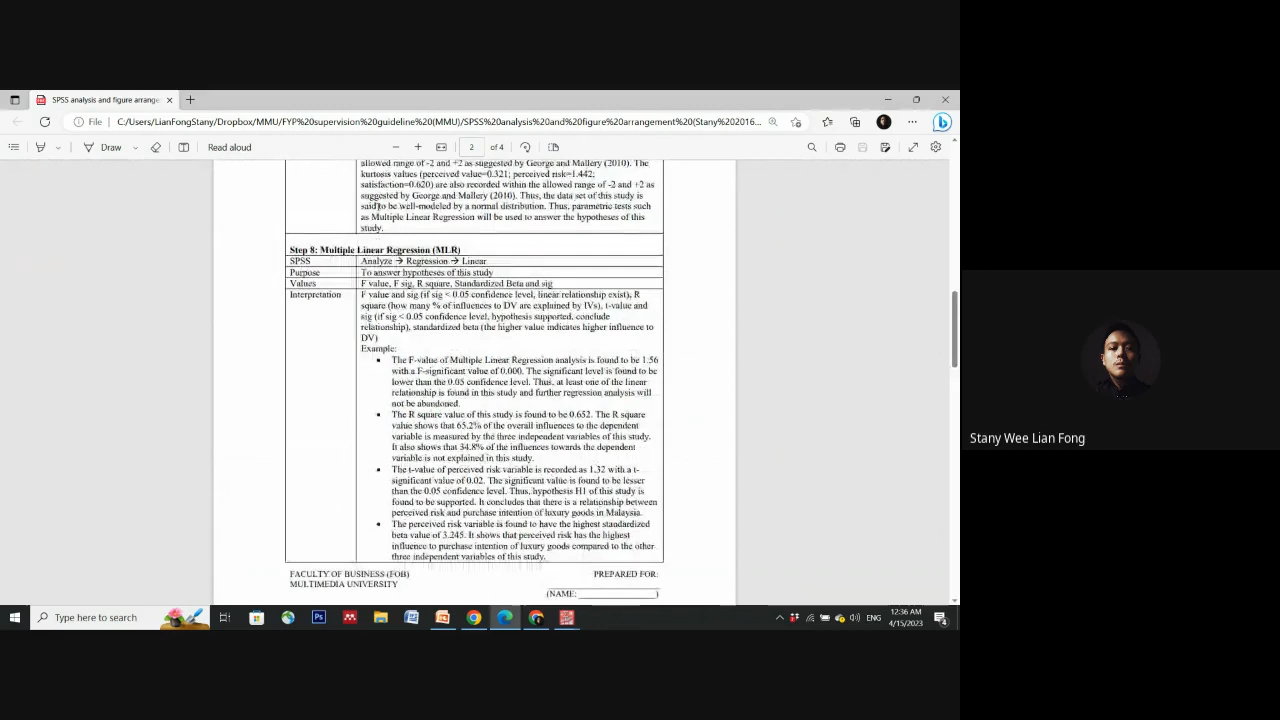 SPSS analysis and figure arrange
File
C:/Users/LianFongStany/Dropbox/MMU/FYP%20supervision%20guideline%20(MMU)/SPSS%20analysis%20and%20figure%20arrangement%20(Stany%202016...
Draw
Read aloud
2 of 4
allowed range of -2 and +2 as suggested by George and Mallery (2010). The
kurtosis values (perceived value=0.321; perceived risk=1.442;
satisfaction=0.620) are also recorded within the allowed range of -2 and +2 as
suggested by George and Mallery (2010). Thus, the data set of this study is
said to be well-modeled by a normal distribution. Thus, parametric tests such
as Multiple Linear Regression will be used to answer the hypotheses of this
study.
Step 8: Multiple Linear Regression (MLR)
SPSS Analyze → Regression → Linear
Purpose To answer hypotheses of this study
Values F value, F sig, R square, Standardized Beta and sig
Interpretation F value and sig (if sig < 0.05 confidence level, linear relationship exist), R
square (how many % of influences to DV are explained by IVs), t-value and
sig (if sig < 0.05 confidence level, hypothesis supported, conclude
relationship), standardized beta (the higher value indicates higher influence to
DV)
Example:
• The F-value of Multiple Linear Regression analysis is found to be 1.56
with a F-significant value of 0.000. The significant level is found to be
lower than the 0.05 confidence level. Thus, at least one of the linear
relationship is found in this study and further regression analysis will
not be abandoned.
• The R square value of this study is found to be 0.652. The R square
value shows that 65.2% of the overall influences to the dependent
variable is measured by the three independent variables of this study.
It also shows that 34.8% of the influences towards the dependent
variable is not explained in this study.
• The t-value of perceived risk variable is recorded as 1.32 with a t-
significant value of 0.02. The significant value is found to be lesser
than the 0.05 confidence level. Thus, hypothesis H1 of this study is
found to be supported. It concludes that there is a relationship between
perceived risk and purchase intention of luxury goods in Malaysia.
• The perceived risk variable is found to have the highest standardized
beta value of 3.245. It shows that perceived risk has the highest
influence to purchase intention of luxury goods compared to the other
three independent variables of this study.
FACULTY OF BUSINESS (FOB) PREPARED FOR:
MULTIMEDIA UNIVERSITY
(NAME: ______________)
Stany Wee Lian Fong
Type here to search
ENG
12:36 AM
4/15/2023
4